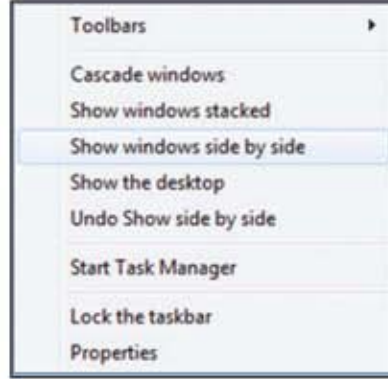 Toolbars
Cascade windows
Show windows stacked
Show windows side by side
Show the desktop
Undo Show side by side
Start Task Manager
Lock the taskbar
Properties